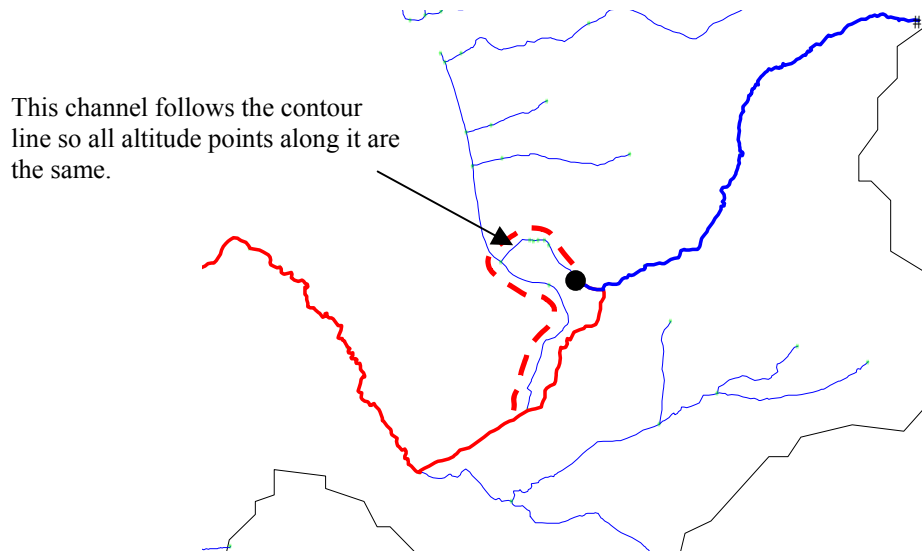 #
This channel follows the contour
line so all altitude points along it are
the same.